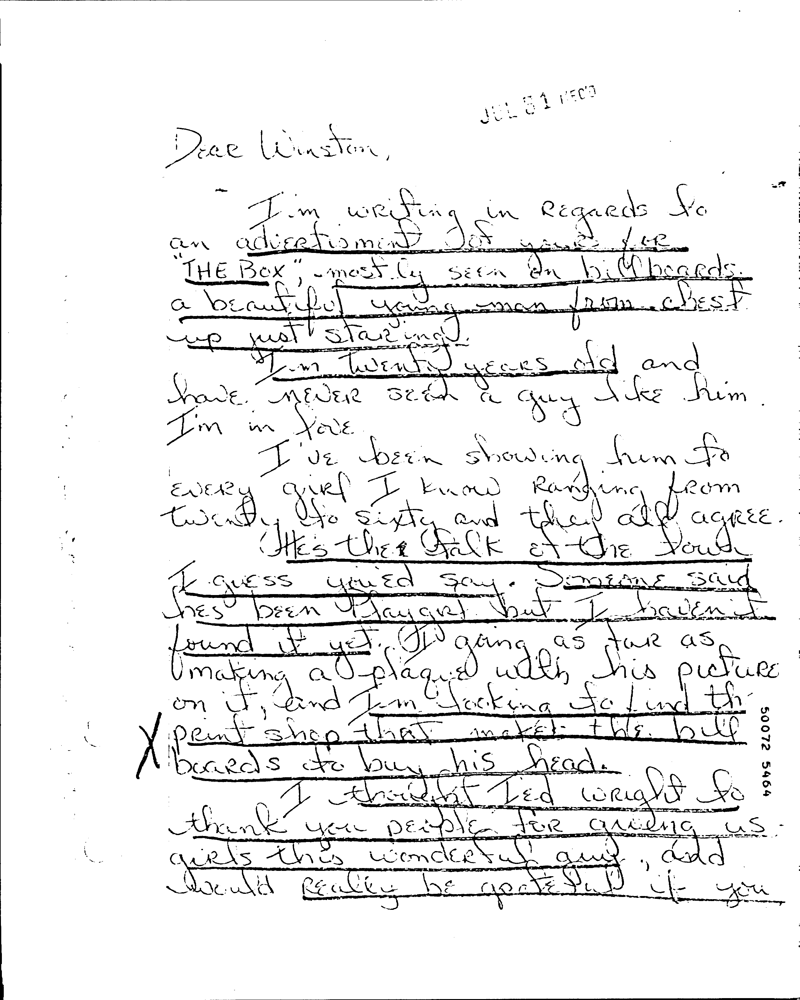 JUL 31 REC'D
Dear Winston,
I'm writing in regards to
an advertisment of yours for
"THE BOX", mostly seen on billboards.
a beautiful young man from chest
up just staring.
I'm twenty years old and
have never seen a guy like him.
I'm in love.
I've been showing him to
every girl I know ranging from
twenty to sixty and they all agree.
He's the talk of the town
I guess you'ed say. Someone said
hes been Playgirl but I haven't
found it yet. I going as far as
making a plaque with his picture
on it, and I'm looking to find th
print shop that makes the bill
boards to buy his head.
I thought I'ed wright to
thank you people for giving us
girls this wonderful guy, and
would really be grateful if you
50072 5464